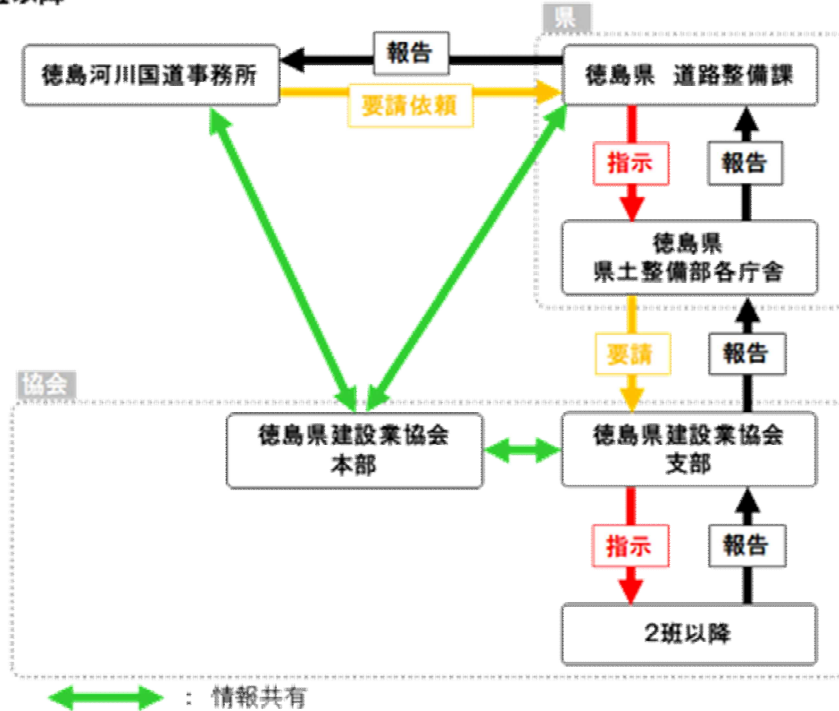 県
報告
徳島河川国道事務所
徳島県 道路整備課
要請依頼
指示
報告
徳島県
県土整備部各庁舎
要請
報告
協会
徳島県建設業協会
本部
徳島県建設業協会
支部
指示
報告
2班以降
： 情報共有